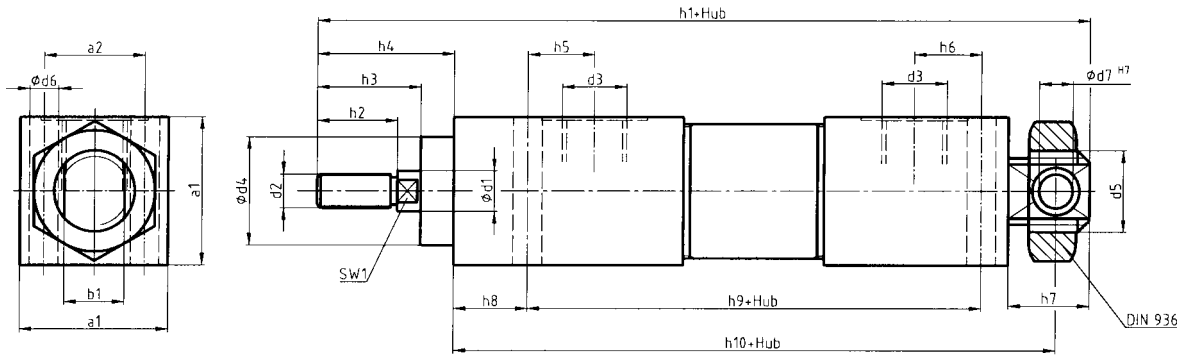 h1+Hub
a2
h4
h5
h6
Φd6
h3
d3
d3
Φd7 H7
h2
a1
Φd4
d2
Φd1
d5
SW1
b1
h8
h9+Hub
h7
a1
DIN 936
h10+Hub